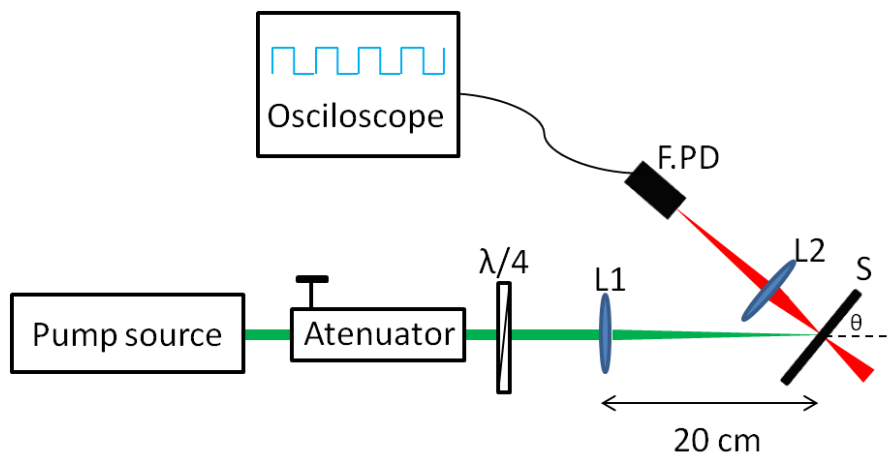 Osciloscope
F.PD
L2
S
λ/4
L1
θ
Pump source
Atenuator
20 cm